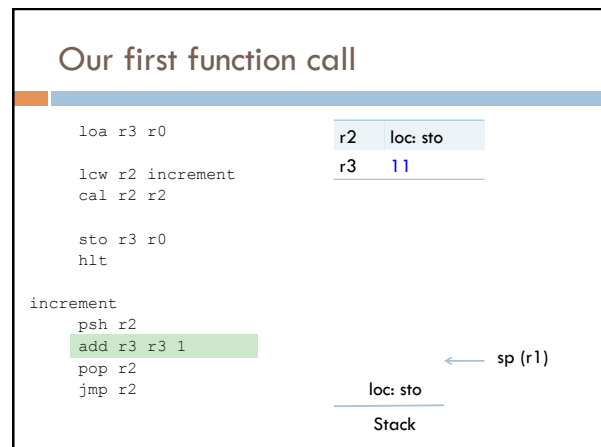 Our first function call
loa r3 r0
lcw r2 increment
cal r2 r2
sto r3 r0
hlt
increment
psh r2
add r3 r3 1
pop r2
jmp r2
r2 loc: sto
r3 11
sp (r1)
loc: sto
Stack